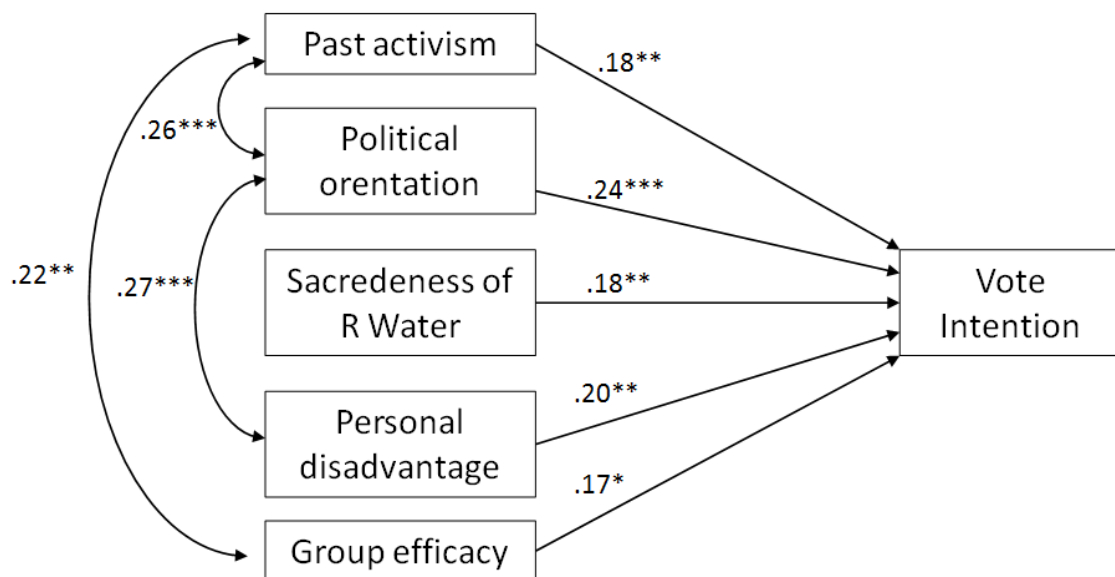 Past activism
.18**
.26***
Political
orentation
.24***
.22**
.27***
Sacredeness of
R Water
.18**
Vote
Intention
.20**
Personal
disadvantage
.17*
Group efficacy